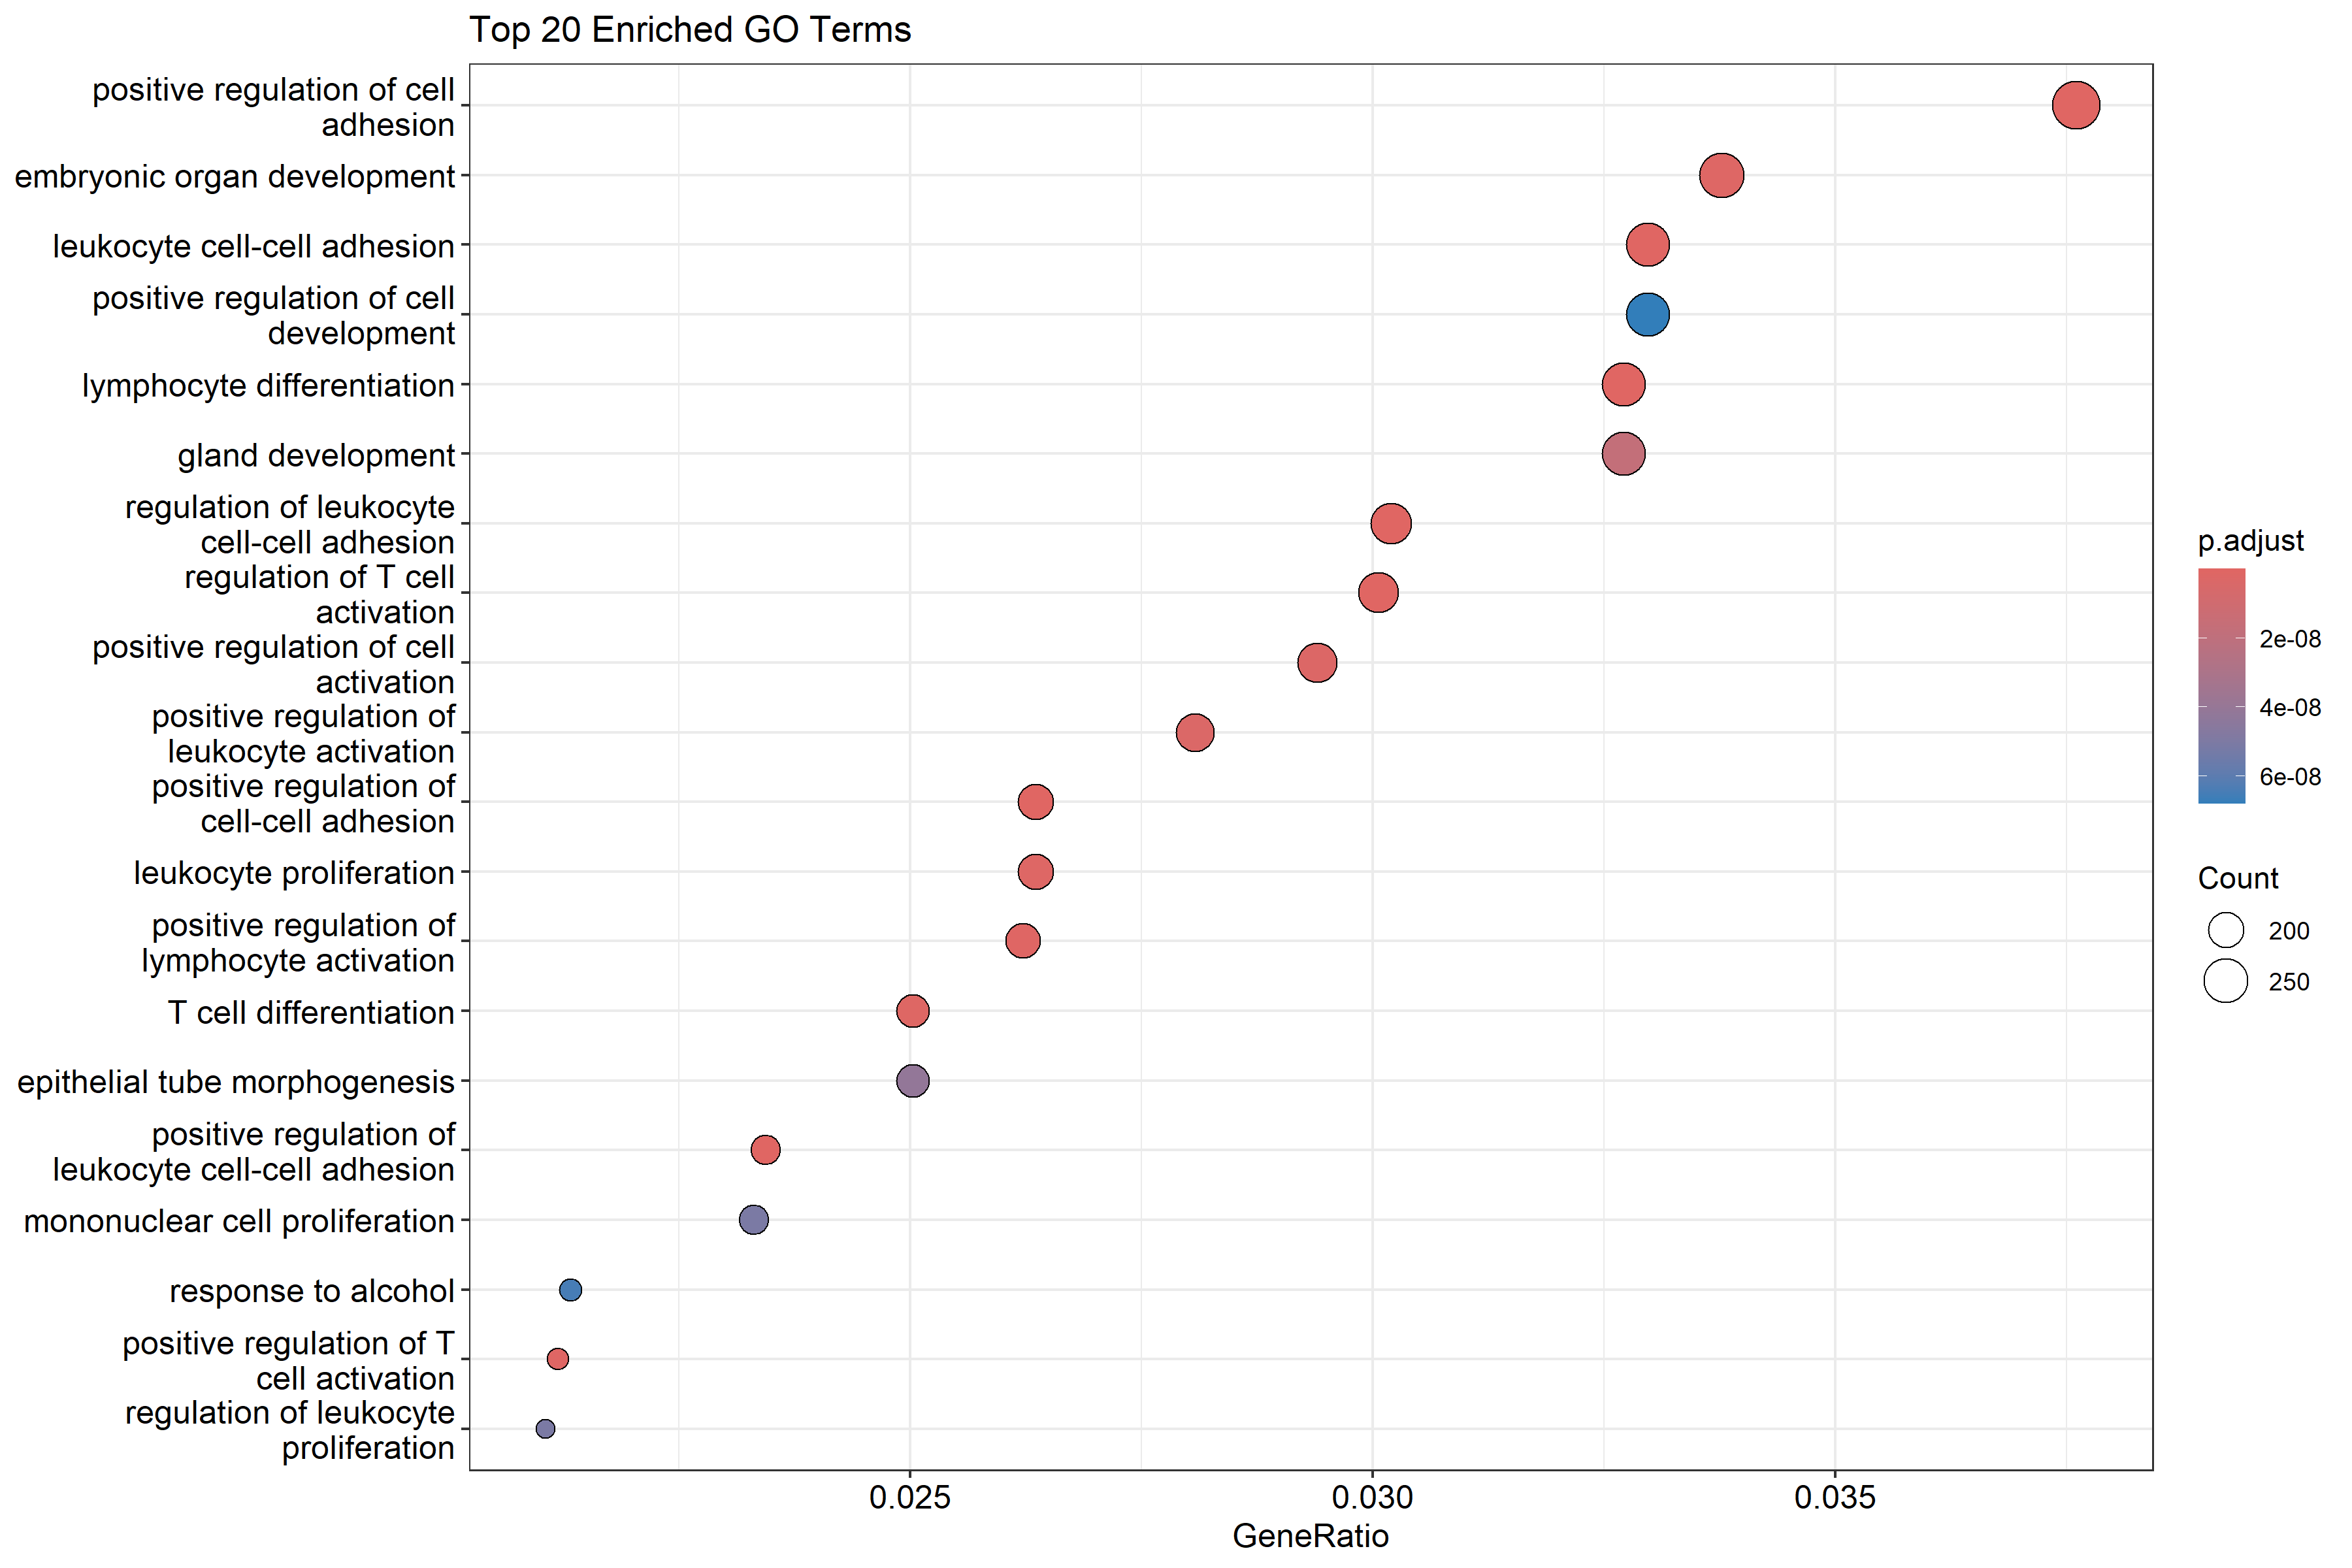 Top 20 Enriched GO Terms
positive regulation of cell
adhesion
embryonic organ development
leukocyte cell-cell adhesion
positive regulation of cell
development
lymphocyte differentiation
gland development
regulation of leukocyte
cell-cell adhesion
regulation of T cell
activation
positive regulation of cell
activation
positive regulation of
leukocyte activation
positive regulation of
cell-cell adhesion
leukocyte proliferation
positive regulation of
lymphocyte activation
T cell differentiation
epithelial tube morphogenesis
positive regulation of
leukocyte cell-cell adhesion
mononuclear cell proliferation
response to alcohol
positive regulation of T
cell activation
regulation of leukocyte
proliferation
0.025
0.030
0.035
GeneRatio
p.adjust
2e-08
4e-08
6e-08
Count
200
250